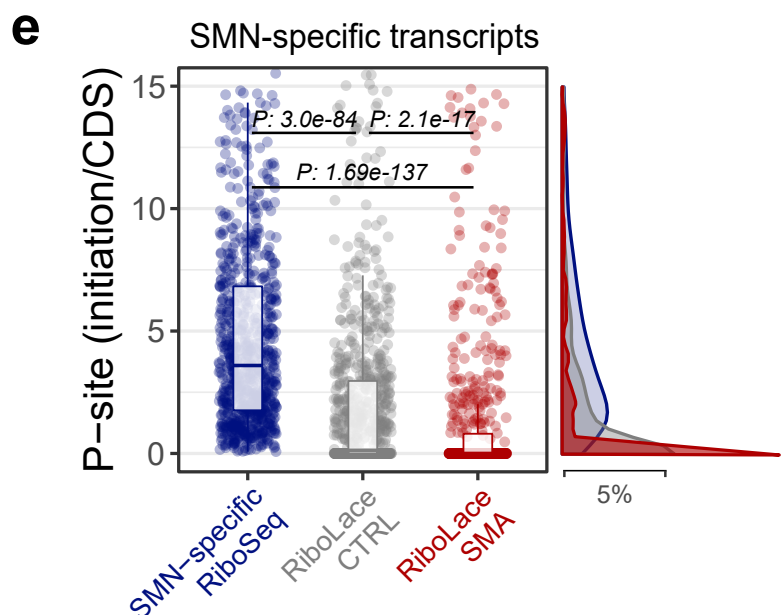 e
SMN-specific transcripts
P-site (initiation/CDS)
15
10
5
0
P: 3.0e-84
P: 2.1e-17
P: 1.69e-137
5%
SMN-specific
RiboSeq
RiboLace
CTRL
RiboLace
SMA